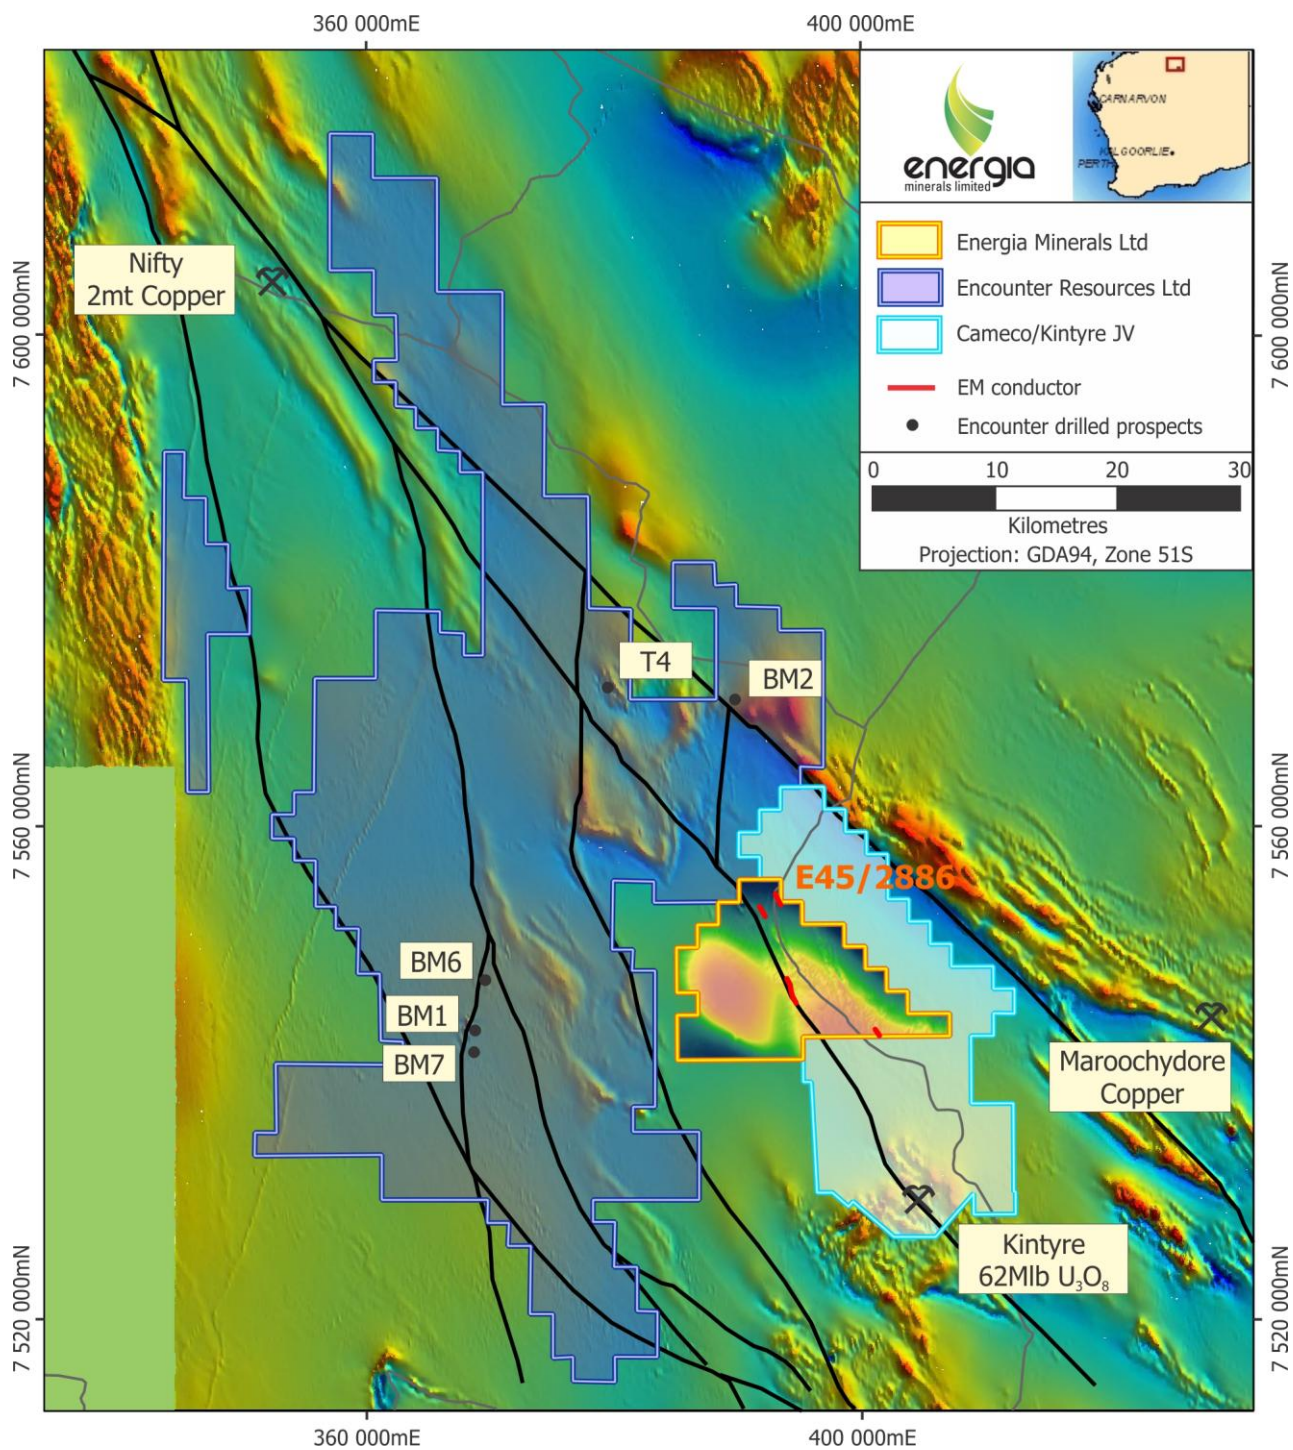 360 000mE
400 000mE
energia
minerals limited
CARNARVON
KALGOORLIE
PERTH
Energia Minerals Ltd
Encounter Resources Ltd
Cameco/Kintyre JV
EM conductor
Encounter drilled prospects
0 10 20 30
Kilometres
Projection: GDA94, Zone 51S
Nifty
2mt Copper
7 600 000mN
7 600 000mN
T4
BM2
7 560 000mN
7 560 000mN
E45/2886
BM6
BM1
BM7
Maroochydore
Copper
Kintyre
62Mlb U₃O₈
7 520 000mN
7 520 000mN
360 000mE
400 000mE